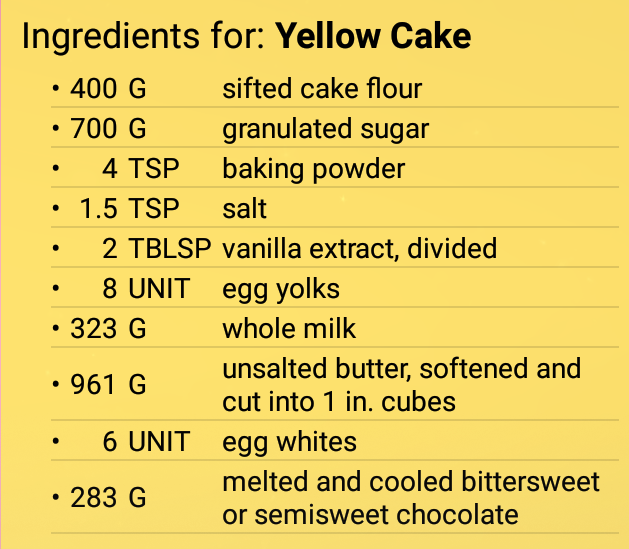 Ingredients for: Yellow Cake
• 400 G sifted cake flour
• 700 G granulated sugar
• 4 TSP baking powder
• 1.5 TSP salt
• 2 TBLSP vanilla extract, divided
• 8 UNIT egg yolks
• 323 G whole milk
• 961 G unsalted butter, softened and
cut into 1 in. cubes
• 6 UNIT egg whites
• 283 G melted and cooled bittersweet
or semisweet chocolate